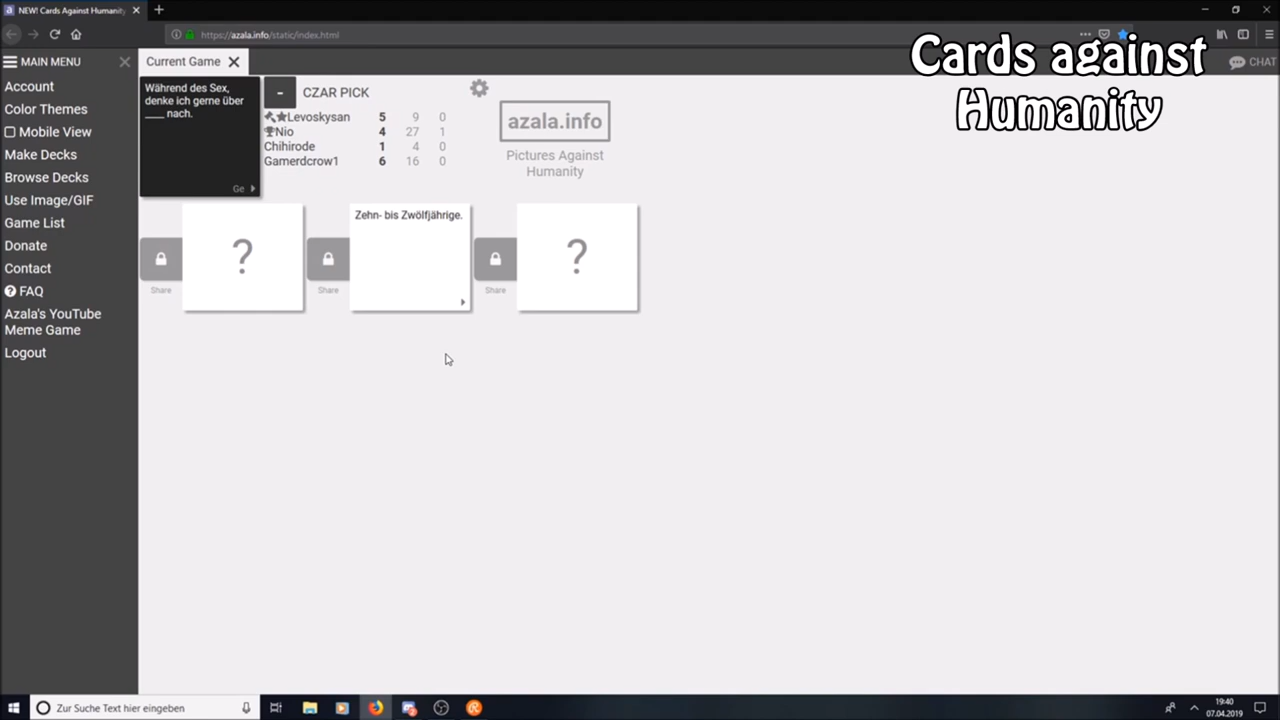 NEW! Cards Against Humanity
https://azala.info/static/index.html
Cards against
Humanity
MAIN MENU
Current Game
CHAT
Account
Color Themes
Mobile View
Make Decks
Browse Decks
Use Image/GIF
Game List
Donate
Contact
FAQ
Azala's YouTube
Meme Game
Logout
Während des Sex,
denke ich gerne über
____ nach.
Ge
-
CZAR PICK
Levoskysan 5 9 0
Nio 4 27 1
Chihirode 1 4 0
Gamerdcrow1 6 16 0
azala.info
Pictures Against
Humanity
Share
?
Share
Zehn- bis Zwölfjährige.
Share
?
Zur Suche Text hier eingeben
19:40
07.04.2019